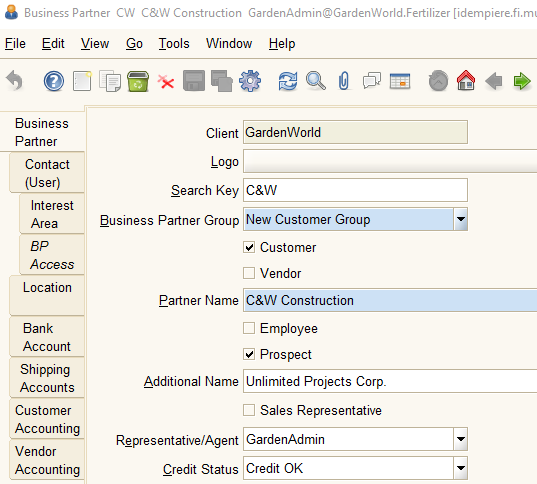 Business Partner CW C&W Construction GardenAdmin@GardenWorld.Fertilizer [idempiere.fi.mu
File Edit View Go Tools Window Help
Business
Partner
Contact
(User)
Interest
Area
BP
Access
Location
Bank
Account
Shipping
Accounts
Customer
Accounting
Vendor
Accounting
Client GardenWorld
Logo
Search Key C&W
Business Partner Group New Customer Group
Customer
Vendor
Partner Name C&W Construction
Employee
Prospect
Additional Name Unlimited Projects Corp.
Sales Representative
Representative/Agent GardenAdmin
Credit Status Credit OK